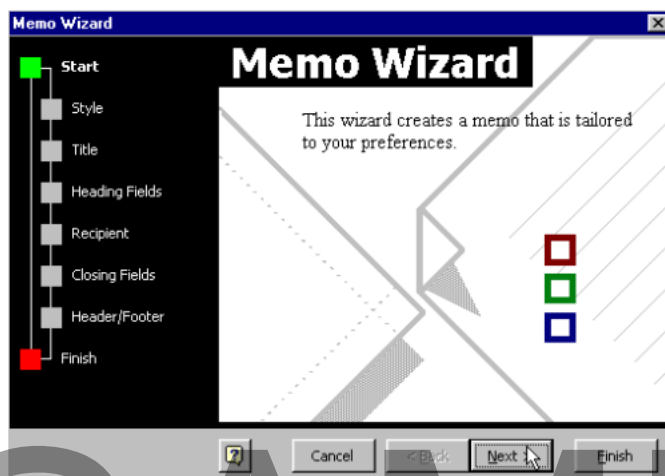 Memo Wizard
Start
Style
Title
Heading Fields
Recipient
Closing Fields
Header/Footer
Finish
Memo Wizard
This wizard creates a memo that is tailored
to your preferences.
?
Cancel
< Back
Next >
Finish